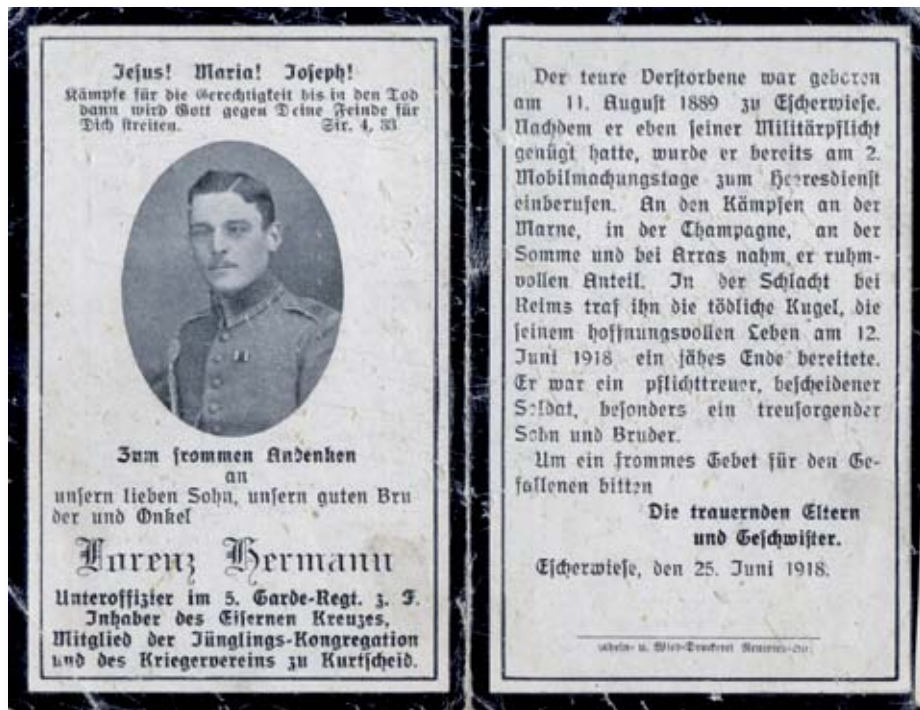 Jesus! Maria! Joseph!
Kämpfe für die Gerechtigkeit bis in den Tod
dann wird Gott gegen Deine Feinde für
Dich streiten. Sir. 4, 33
Zum frommen Andenken
an
unsern lieben Sohn, unsern guten Bru
der und Onkel
Lorenz Hermann
Unteroffizier im 5. Garde-Regt. z. F.
Inhaber des Eisernen Kreuzes,
Mitglied der Jünglings-Kongregation
und des Kriegervereins zu Kurtscheid.
Der teure Verstorbene war geboren
am 11. August 1889 zu Escherwiese.
Nachdem er eben seiner Militärpflicht
genügt hatte, wurde er bereits am 2.
Mobilmachungstage zum Heeresdienst
einberufen. An den Kämpfen an der
Marne, in der Champagne, an der
Somme und bei Arras nahm er ruhm-
vollen Anteil. In der Schlacht bei
Reims traf ihn die tödliche Kugel, die
seinem hoffnungsvollen Leben am 12.
Juni 1918 ein jähes Ende bereitete.
Er war ein pflichttreuer, bescheidener
Soldat, besonders ein treusorgender
Sohn und Bruder.
Um ein frommes Gebet für den Ge-
fallenen bitten
Die trauernden Eltern
und Geschwister.
Escherwiese, den 25. Juni 1918.
u. Wied-Druckerei